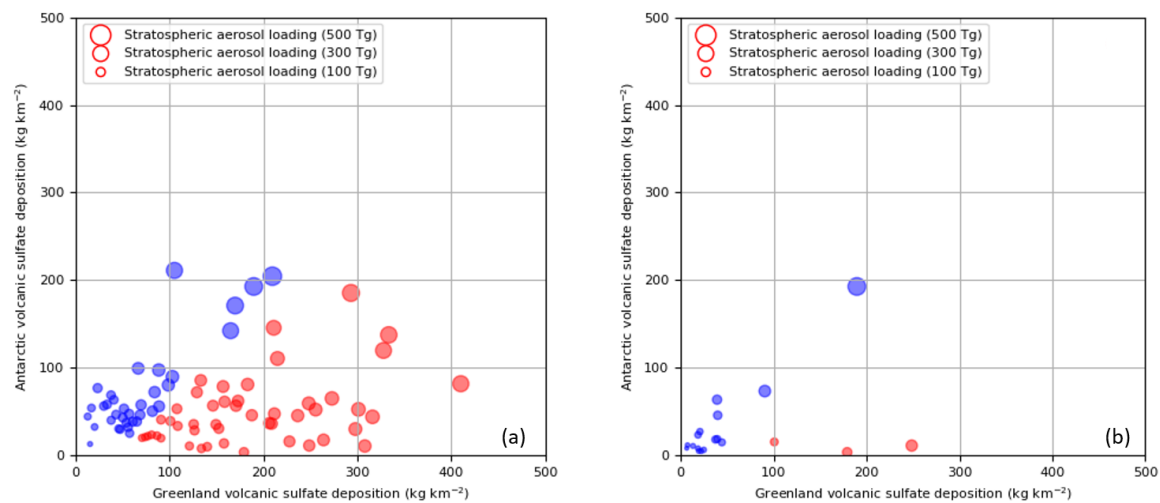 500
400
300
200
100
0
Antarctic volcanic sulfate deposition (kg km⁻²)
Stratospheric aerosol loading (500 Tg)
Stratospheric aerosol loading (300 Tg)
Stratospheric aerosol loading (100 Tg)
(a)
0 100 200 300 400 500
Greenland volcanic sulfate deposition (kg km⁻²)
500
400
300
200
100
0
Antarctic volcanic sulfate deposition (kg km⁻²)
Stratospheric aerosol loading (500 Tg)
Stratospheric aerosol loading (300 Tg)
Stratospheric aerosol loading (100 Tg)
(b)
0 100 200 300 400 500
Greenland volcanic sulfate deposition (kg km⁻²)